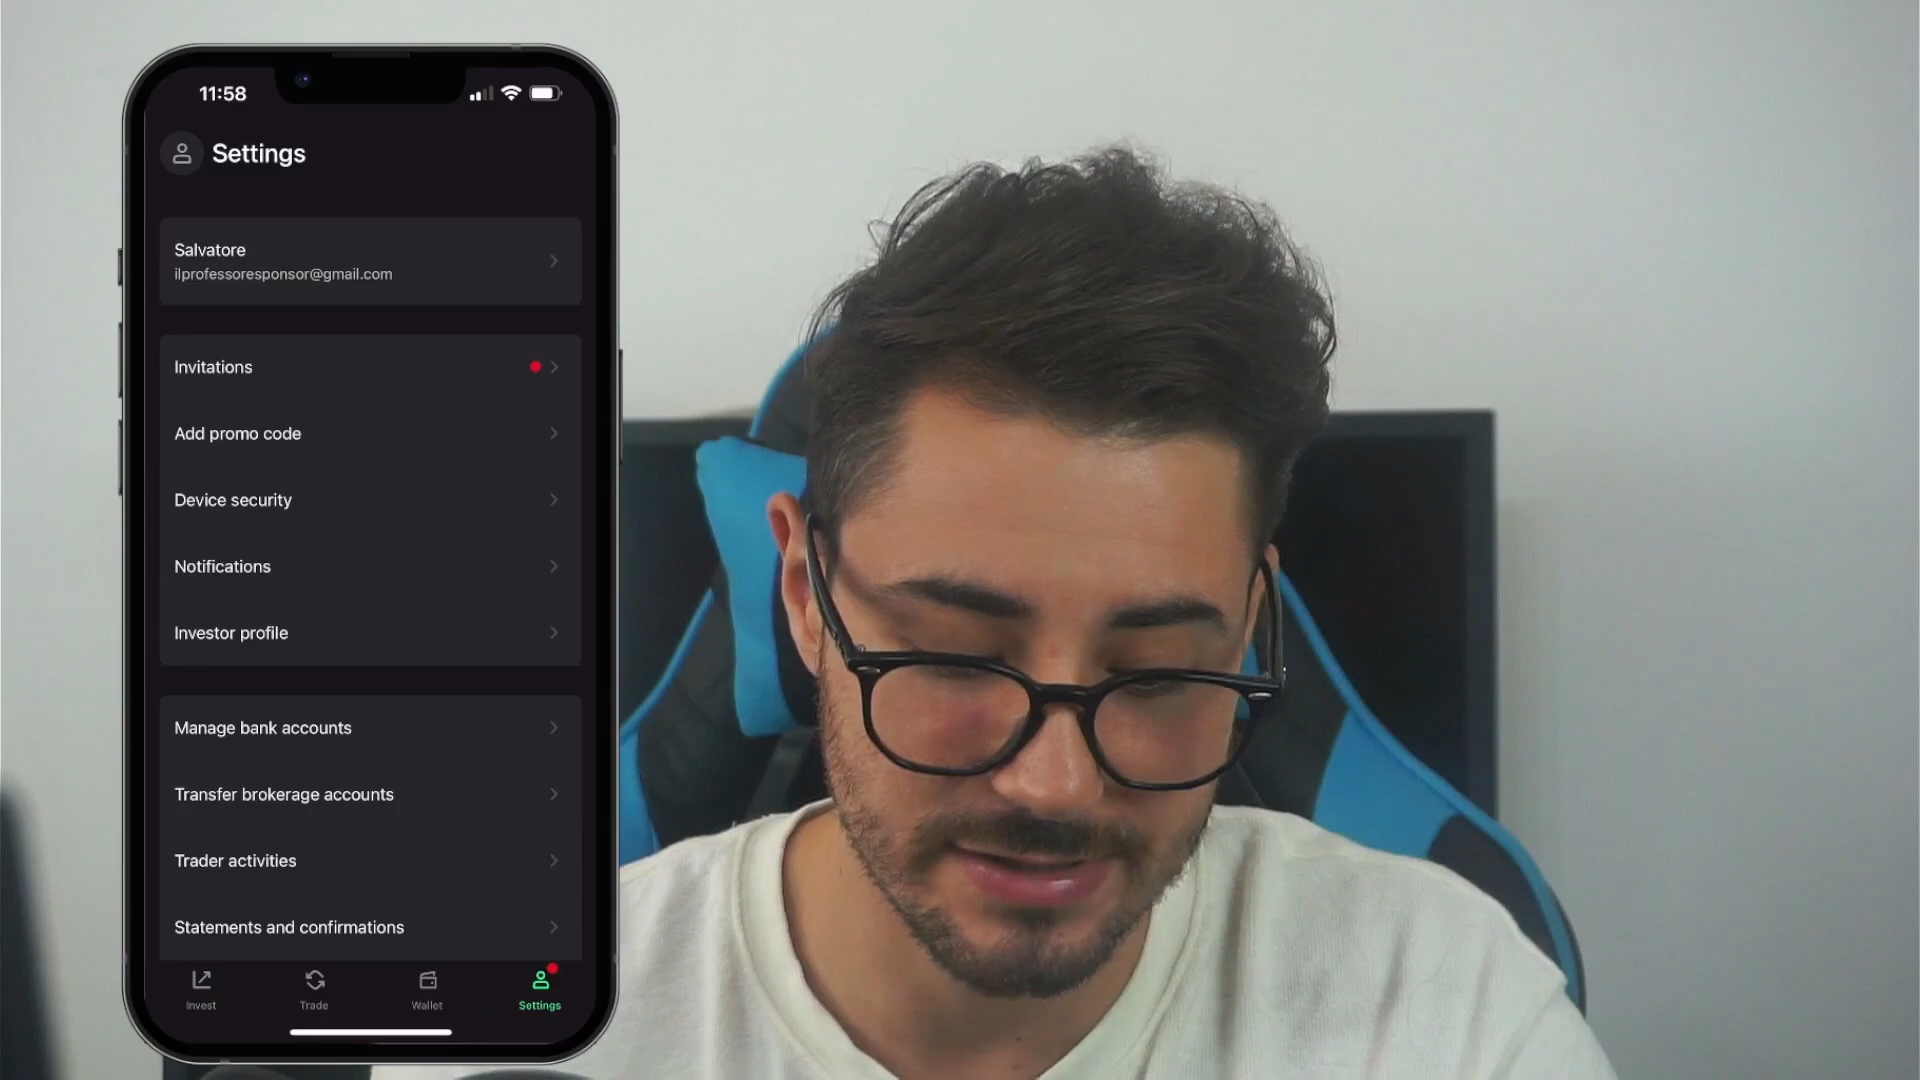 11:58
Settings
Salvatore
ilprofessoresponsor@gmail.com
Invitations
Add promo code
Device security
Notifications
Investor profile
Manage bank accounts
Transfer brokerage accounts
Trader activities
Statements and confirmations
Invest
Trade
Wallet
Settings